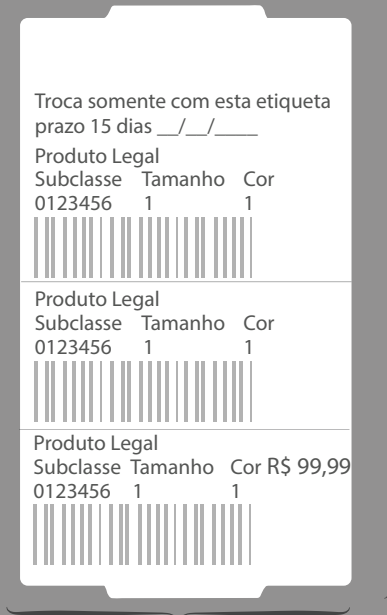 Troca somente com esta etiqueta
prazo 15 dias __/__/____
Produto Legal
Subclasse Tamanho Cor
0123456 1 1
Produto Legal
Subclasse Tamanho Cor
0123456 1 1
Produto Legal
Subclasse Tamanho Cor R$ 99,99
0123456 1 1